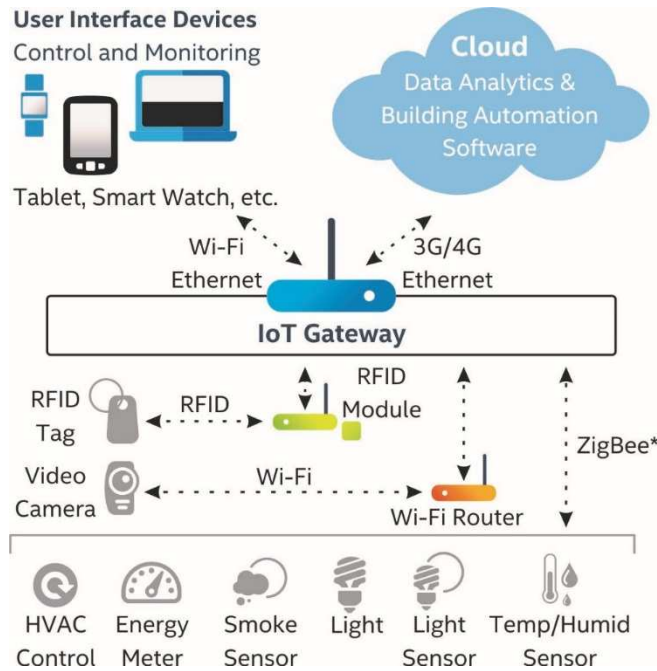 User Interface Devices
Control and Monitoring
Cloud
Data Analytics &
Building Automation
Software
Tablet, Smart Watch, etc.
Wi-Fi
3G/4G
Ethernet
Ethernet
IoT Gateway
RFID
Tag
RFID
RFID
Module
ZigBee*
Video
Camera
Wi-Fi
Wi-Fi Router
HVAC
Control
Energy
Meter
Smoke
Sensor
Light
Light
Sensor
Temp/Humid
Sensor